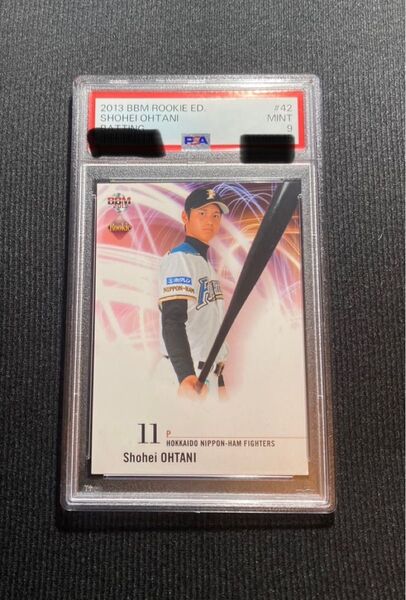 2013 BBM ROOKIE ED. #42
SHOHEI OHTANI MINT
BATTING 9
PSA
BBM
Rookie
NIPPON-HAM
11 P
HOKKAIDO NIPPON-HAM FIGHTERS
Shohei OHTANI